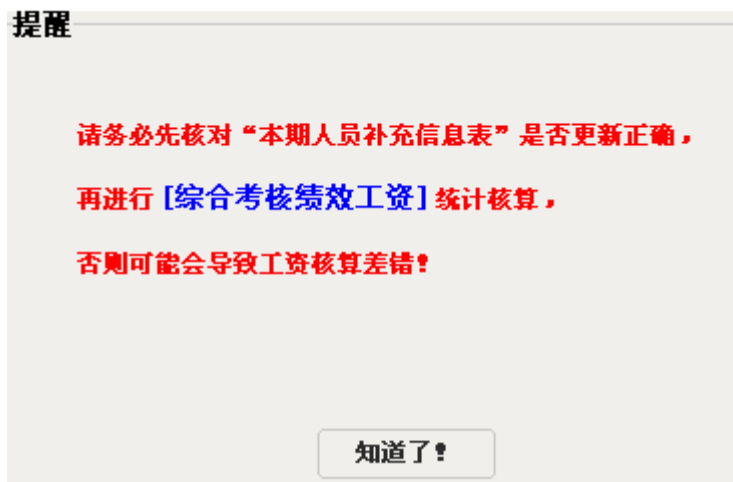 提醒
请务必先核对“本期人员补充信息表”是否更新正确，
再进行 [综合考核绩效工资] 统计核算，
否则可能会导致工资核算差错！
知道了！